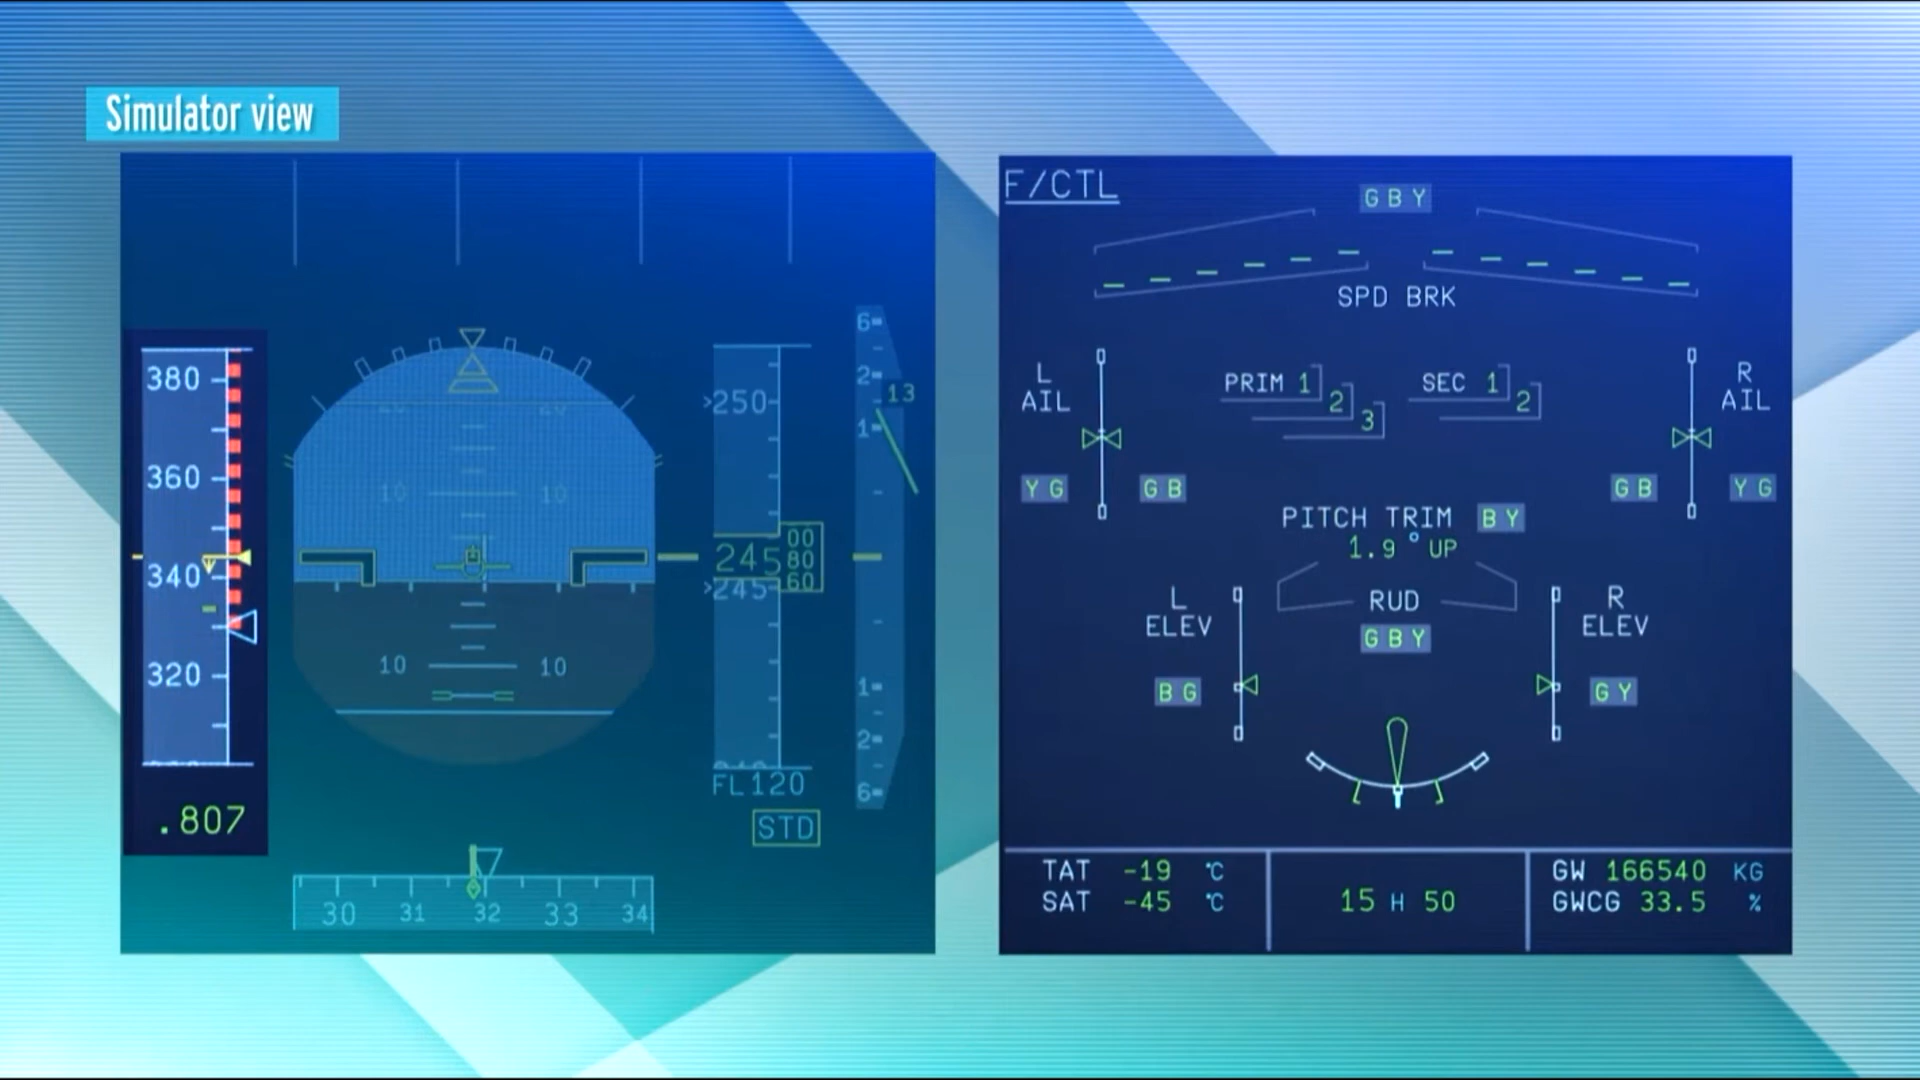 Simulator view
380
360
340
320
.807
20 20
10 10
10 10
>250
245
00
80
60
>245
FL120
STD
6
2
1
13
1
2
6
30 31 32 33 34
F/CTL
G B Y
SPD BRK
L
AIL
PRIM 1
2
3
SEC 1
2
R
AIL
Y G
G B
G B
Y G
PITCH TRIM B Y
1.9 ° UP
L
ELEV
RUD
G B Y
R
ELEV
B G
G Y
TAT -19 °C
SAT -45 °C
15 H 50
GW 166540 KG
GWCG 33.5 %